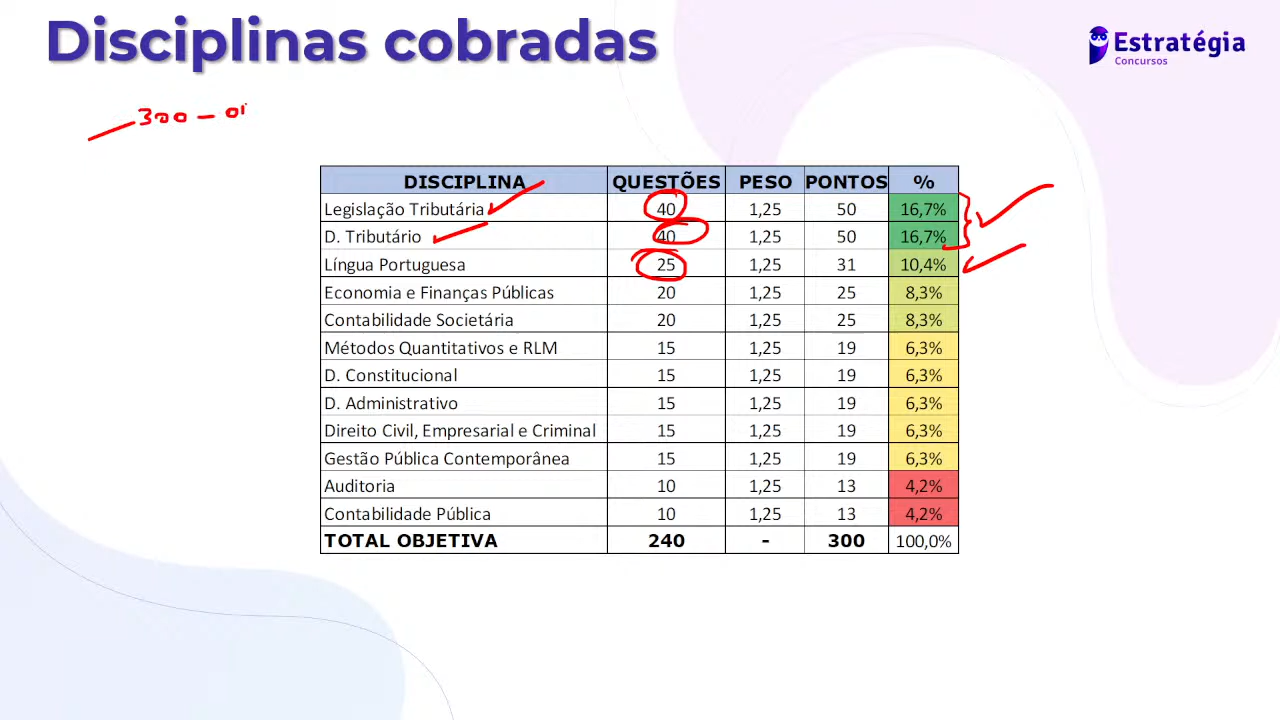 Disciplinas cobradas
Estratégia
Concursos
300 -
DISCIPLINA QUESTÕES PESO PONTOS %
Legislação Tributária 40 1,25 50 16,7%
D. Tributário 40 1,25 50 16,7%
Língua Portuguesa 25 1,25 31 10,4%
Economia e Finanças Públicas 20 1,25 25 8,3%
Contabilidade Societária 20 1,25 25 8,3%
Métodos Quantitativos e RLM 15 1,25 19 6,3%
D. Constitucional 15 1,25 19 6,3%
D. Administrativo 15 1,25 19 6,3%
Direito Civil, Empresarial e Criminal 15 1,25 19 6,3%
Gestão Pública Contemporânea 15 1,25 19 6,3%
Auditoria 10 1,25 13 4,2%
Contabilidade Pública 10 1,25 13 4,2%
TOTAL OBJETIVA 240 - 300 100,0%